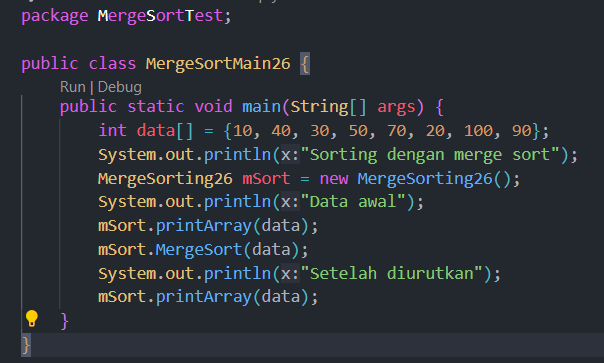 package MergeSortTest;
public class MergeSortMain26 {
Run | Debug
public static void main(String[] args) {
int data[] = {10, 40, 30, 50, 70, 20, 100, 90};
System.out.println(x:"Sorting dengan merge sort");
MergeSorting26 mSort = new MergeSorting26();
System.out.println(x:"Data awal");
mSort.printArray(data);
mSort.MergeSort(data);
System.out.println(x:"Setelah diurutkan");
mSort.printArray(data);
}
}